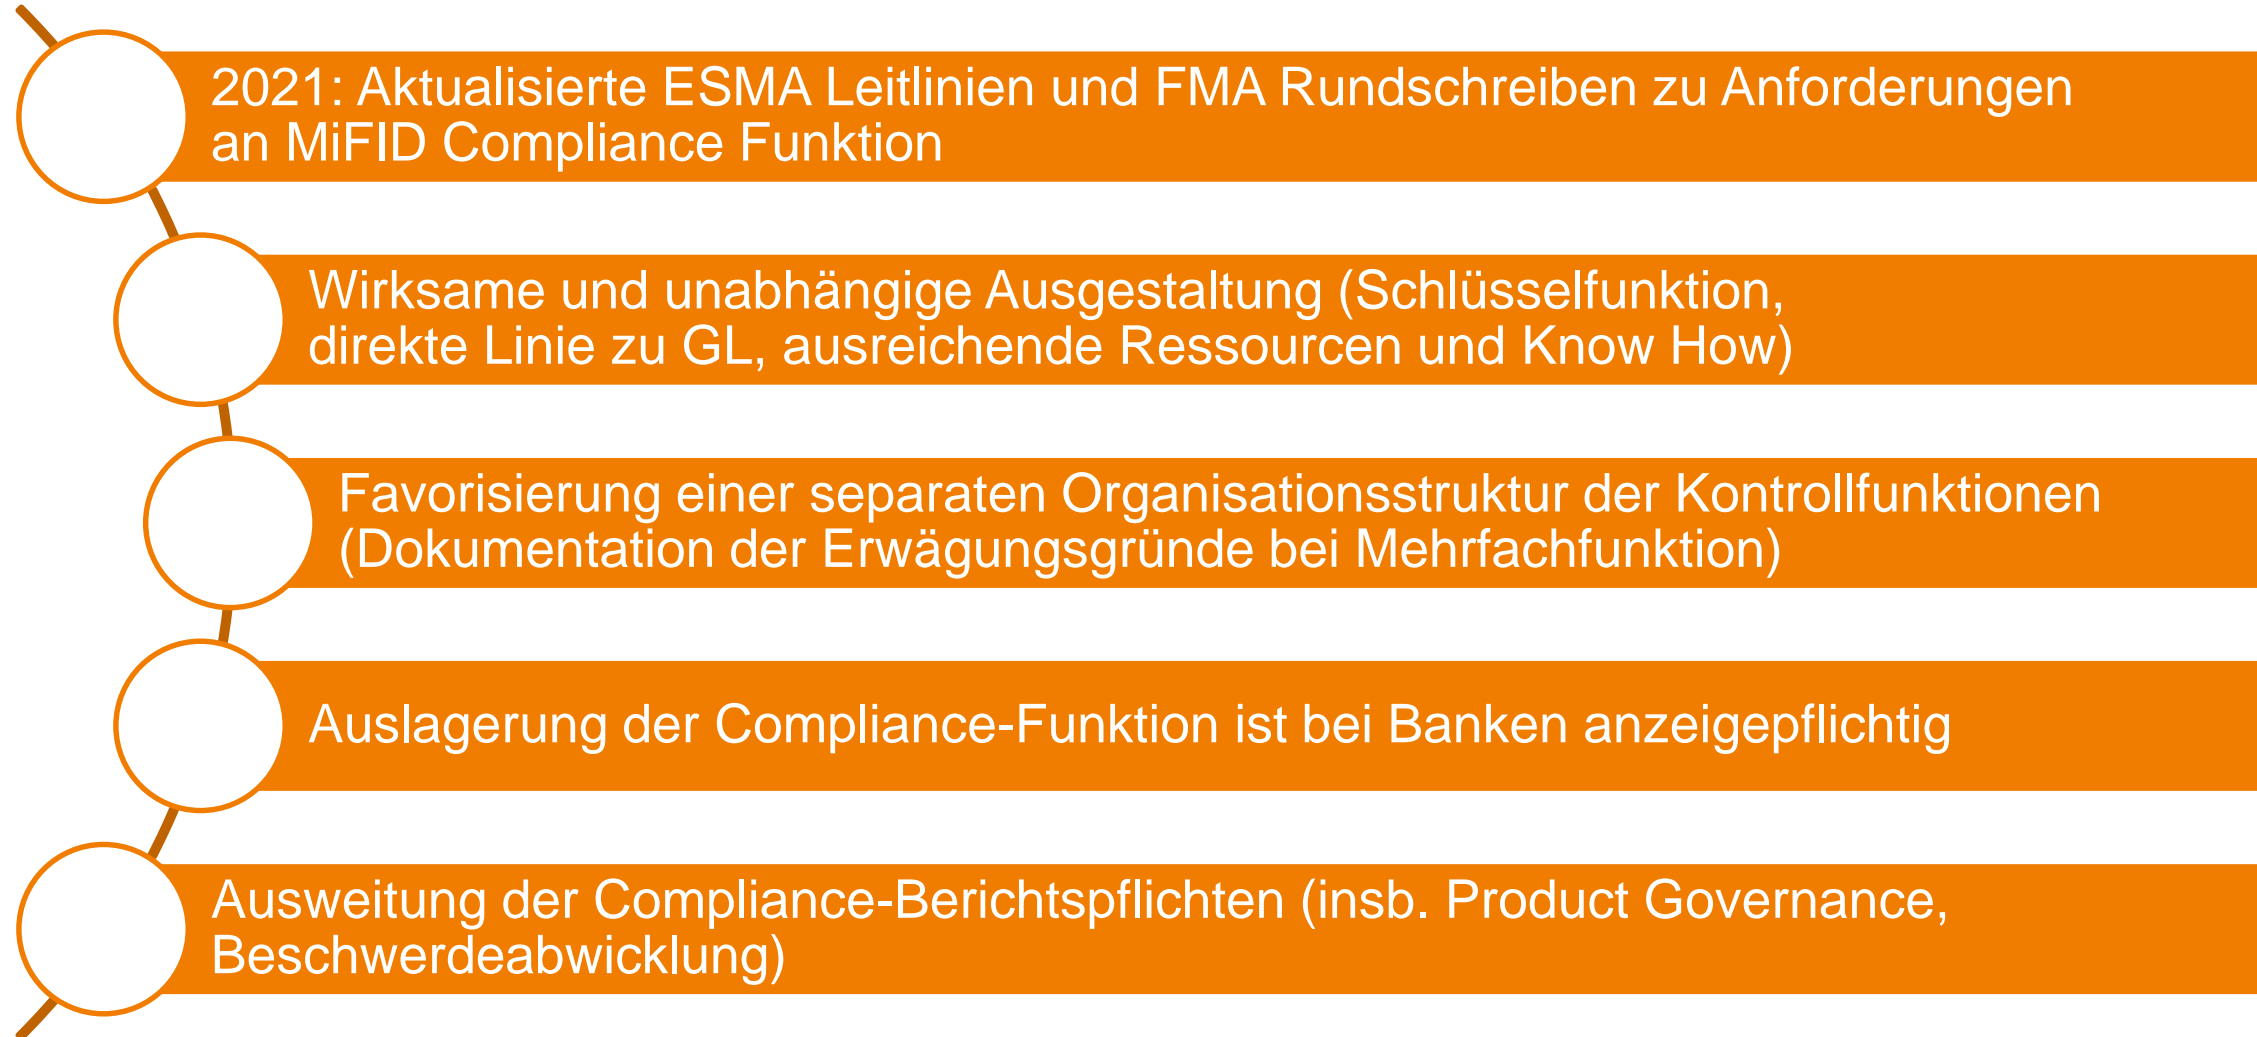 2021: Aktualisierte ESMA Leitlinien und FMA Rundschreiben zu Anforderungen
an MiFID Compliance Funktion
Wirksame und unabhängige Ausgestaltung (Schlüsselfunktion,
direkte Linie zu GL, ausreichende Ressourcen und Know How)
Favorisierung einer separaten Organisationsstruktur der Kontrollfunktionen
(Dokumentation der Erwägungsgründe bei Mehrfachfunktion)
Auslagerung der Compliance-Funktion ist bei Banken anzeigepflichtig
Ausweitung der Compliance-Berichtspflichten (insb. Product Governance,
Beschwerdeabwicklung)